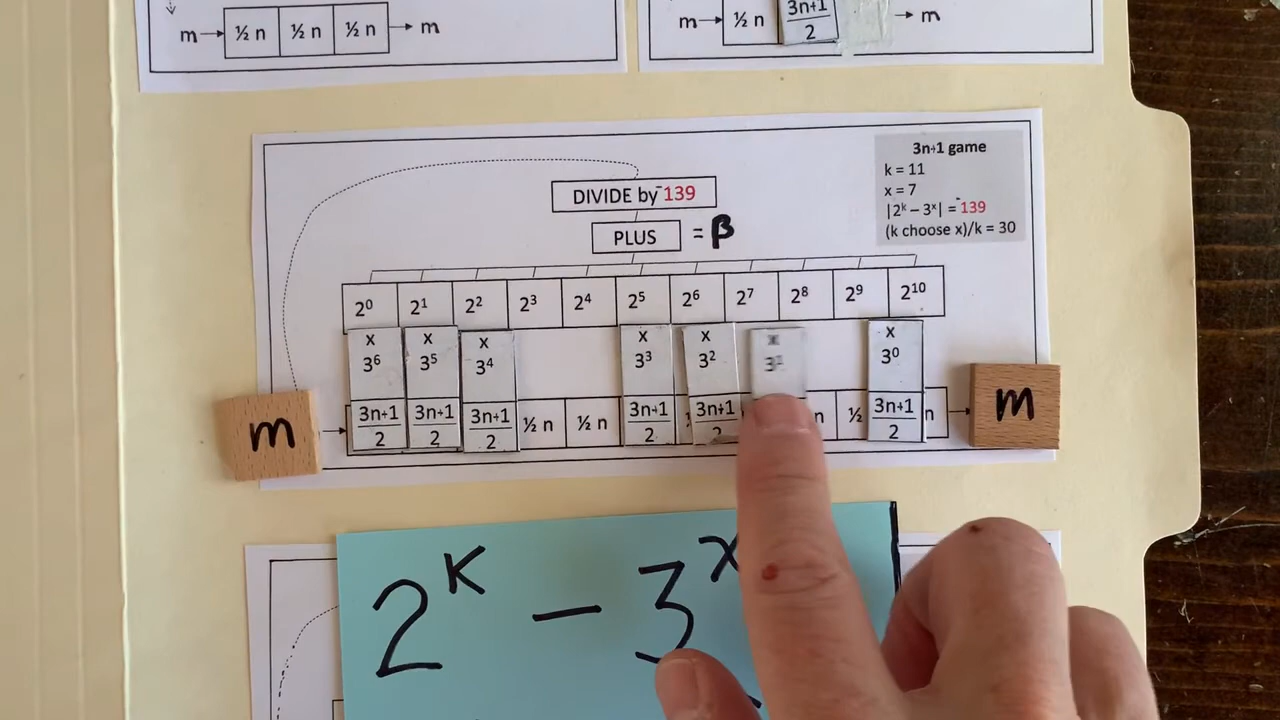 m → ½ n ½ n ½ n → m
m → ½ n 3n+1/2 → m
3n+1 game
k = 11
x = 7
|2ᵏ – 3ˣ| = ⁻139
(k choose x)/k = 30
DIVIDE by ⁻139
PLUS = β
2⁰ 2¹ 2² 2³ 2⁴ 2⁵ 2⁶ 2⁷ 2⁸ 2⁹ 2¹⁰
x x x x x x x
3⁶ 3⁵ 3⁴ 3³ 3² 3¹ 3⁰
m → 3n+1/2 3n+1/2 3n+1/2 ½ n ½ n 3n+1/2 3n+1/2 n ½ 3n+1/2 n → m
2ᴷ – 3ˣ